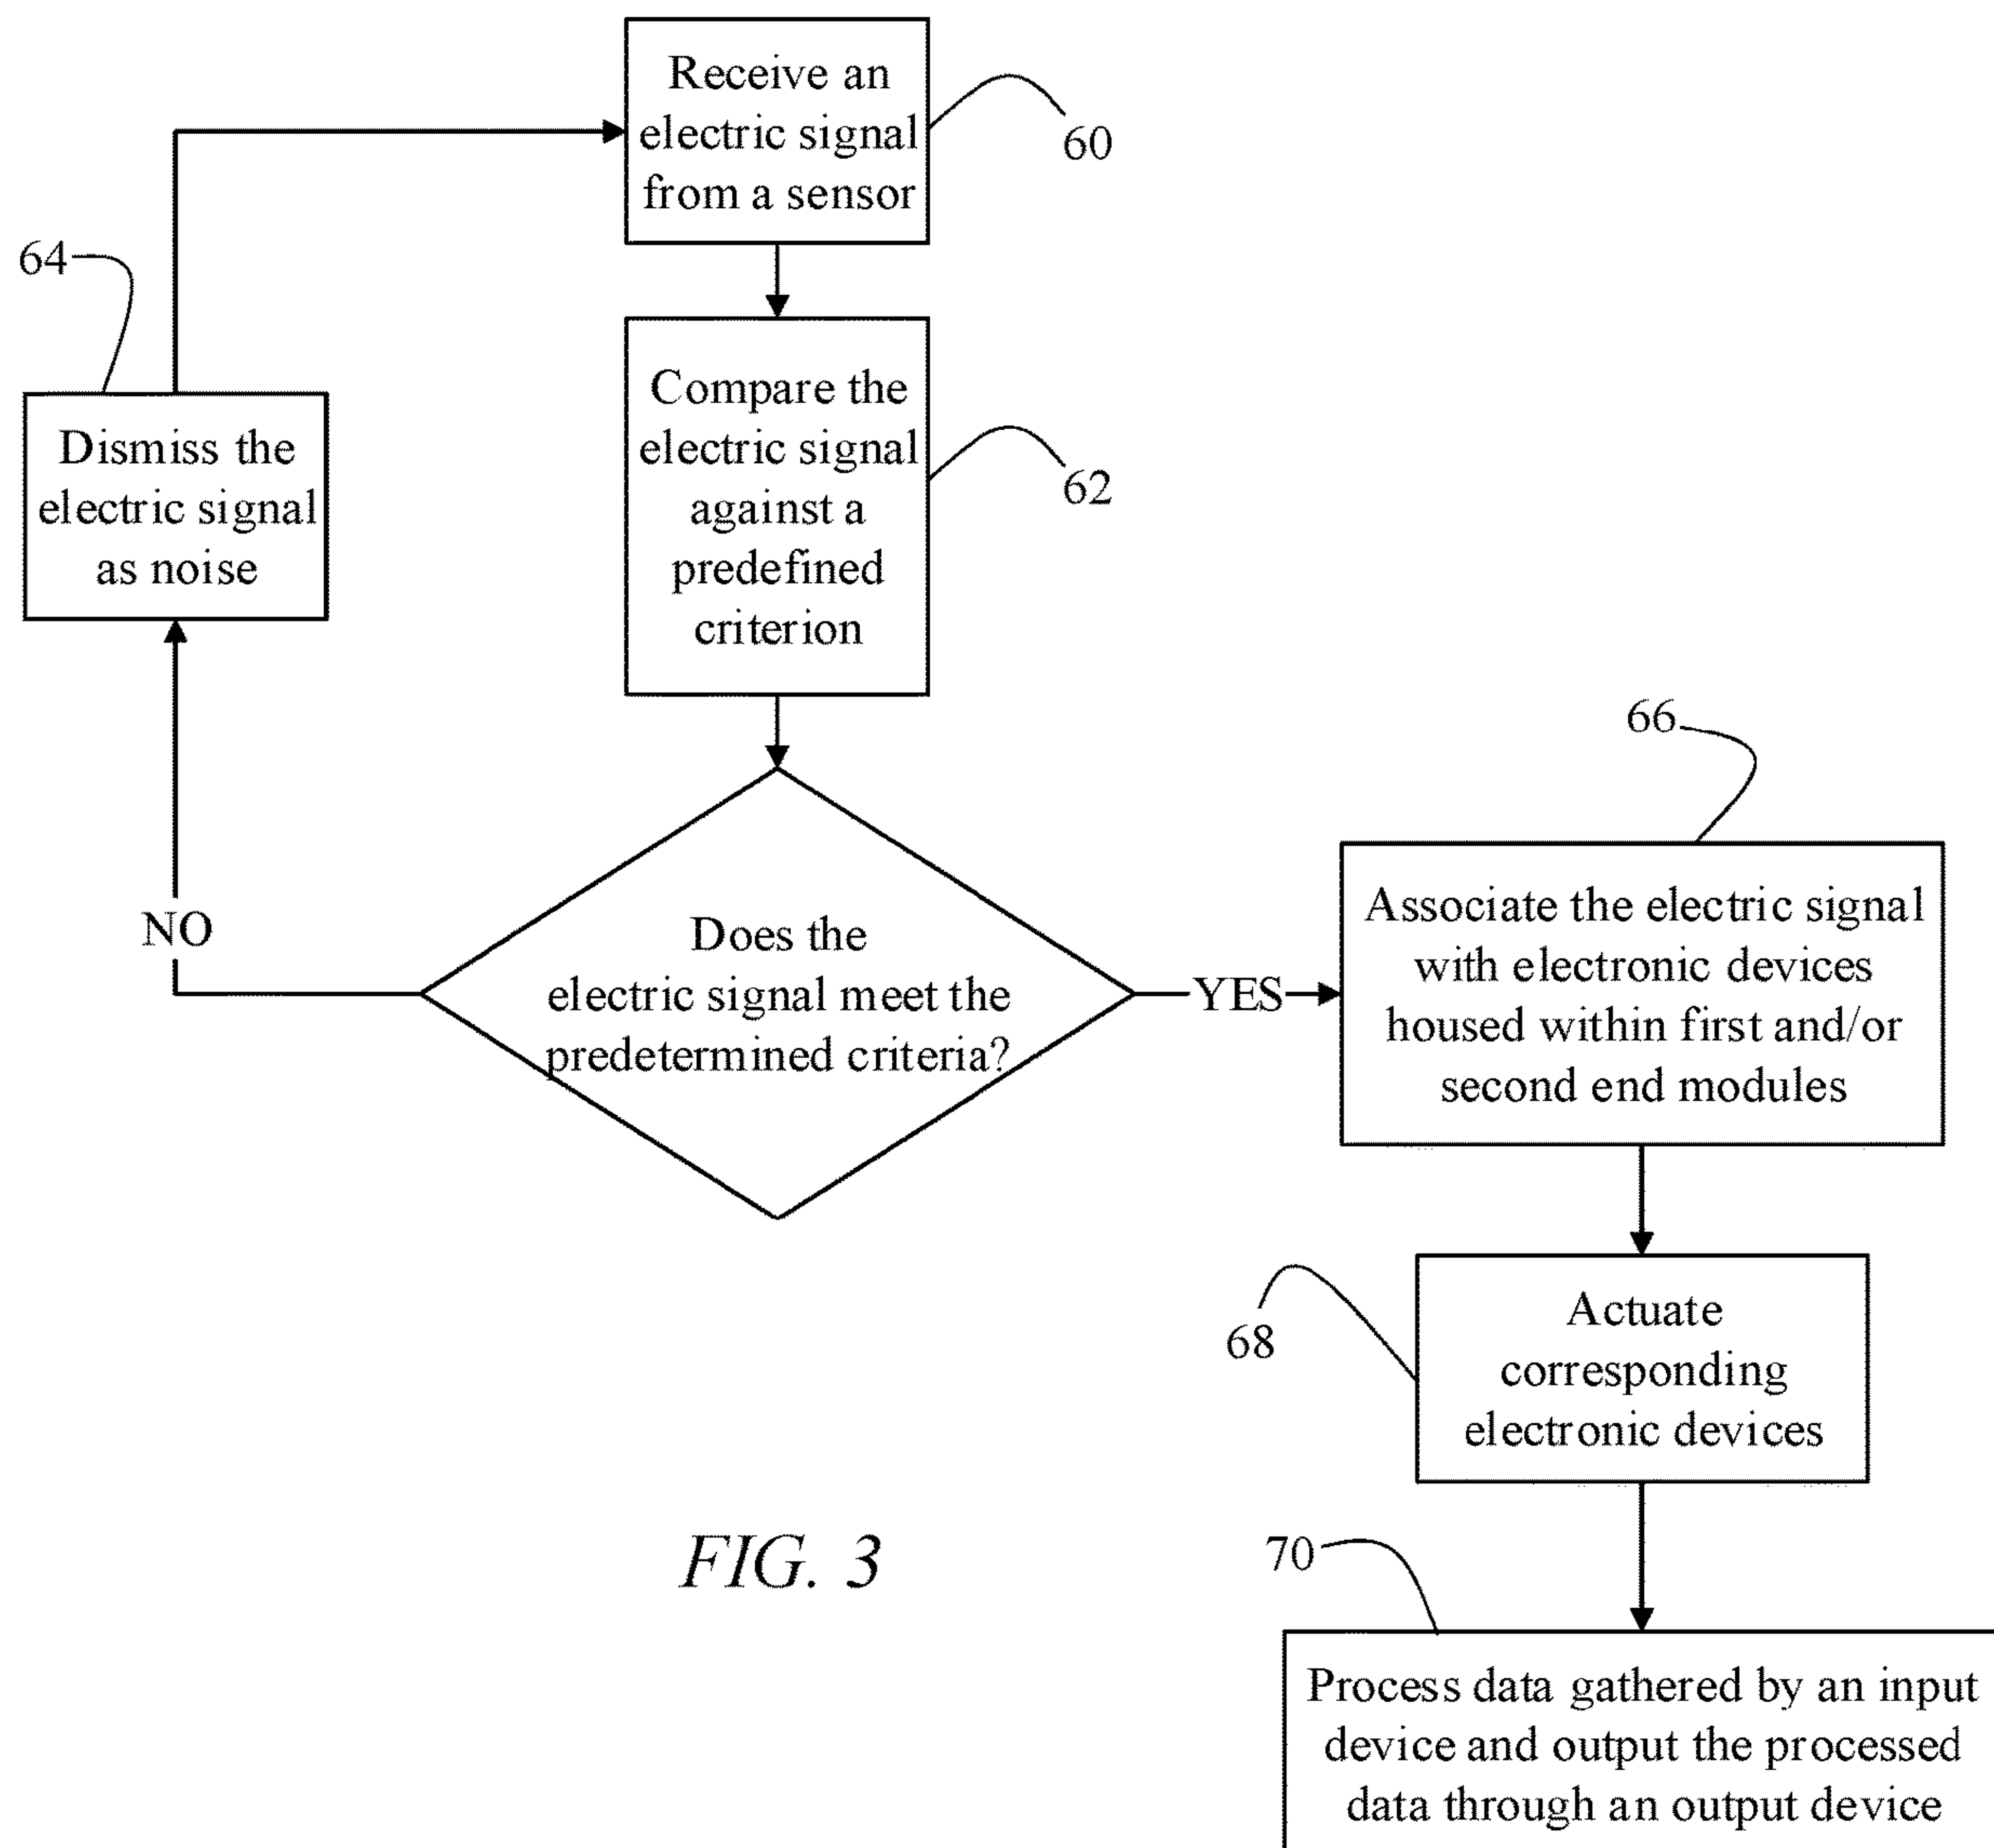 Receive an
electric signal
from a sensor
60
64
Compare the
electric signal
against a
predefined
criterion
62
Dismiss the
electric signal
as noise
NO
Does the
electric signal meet the
predetermined criteria?
YES
66
Associate the electric signal
with electronic devices
housed within first and/or
second end modules
68
Actuate
corresponding
electronic devices
FIG. 3
70
Process data gathered by an input
device and output the processed
data through an output device